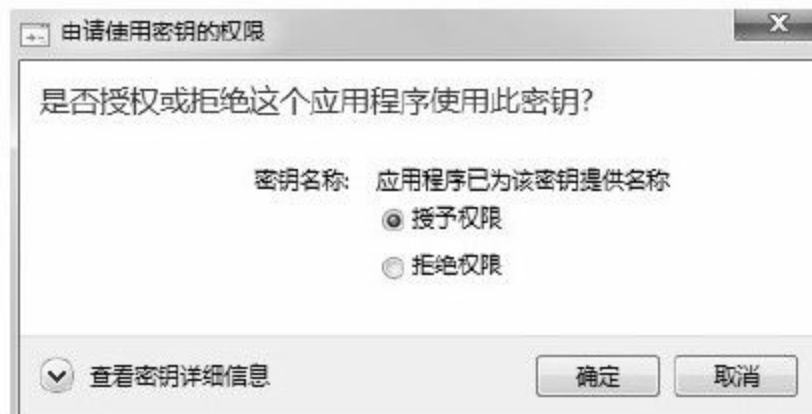 申请使用密钥的权限
是否授权或拒绝这个应用程序使用此密钥?
密钥名称: 应用程序已为该密钥提供名称
授予权限
拒绝权限
查看密钥详细信息 确定 取消